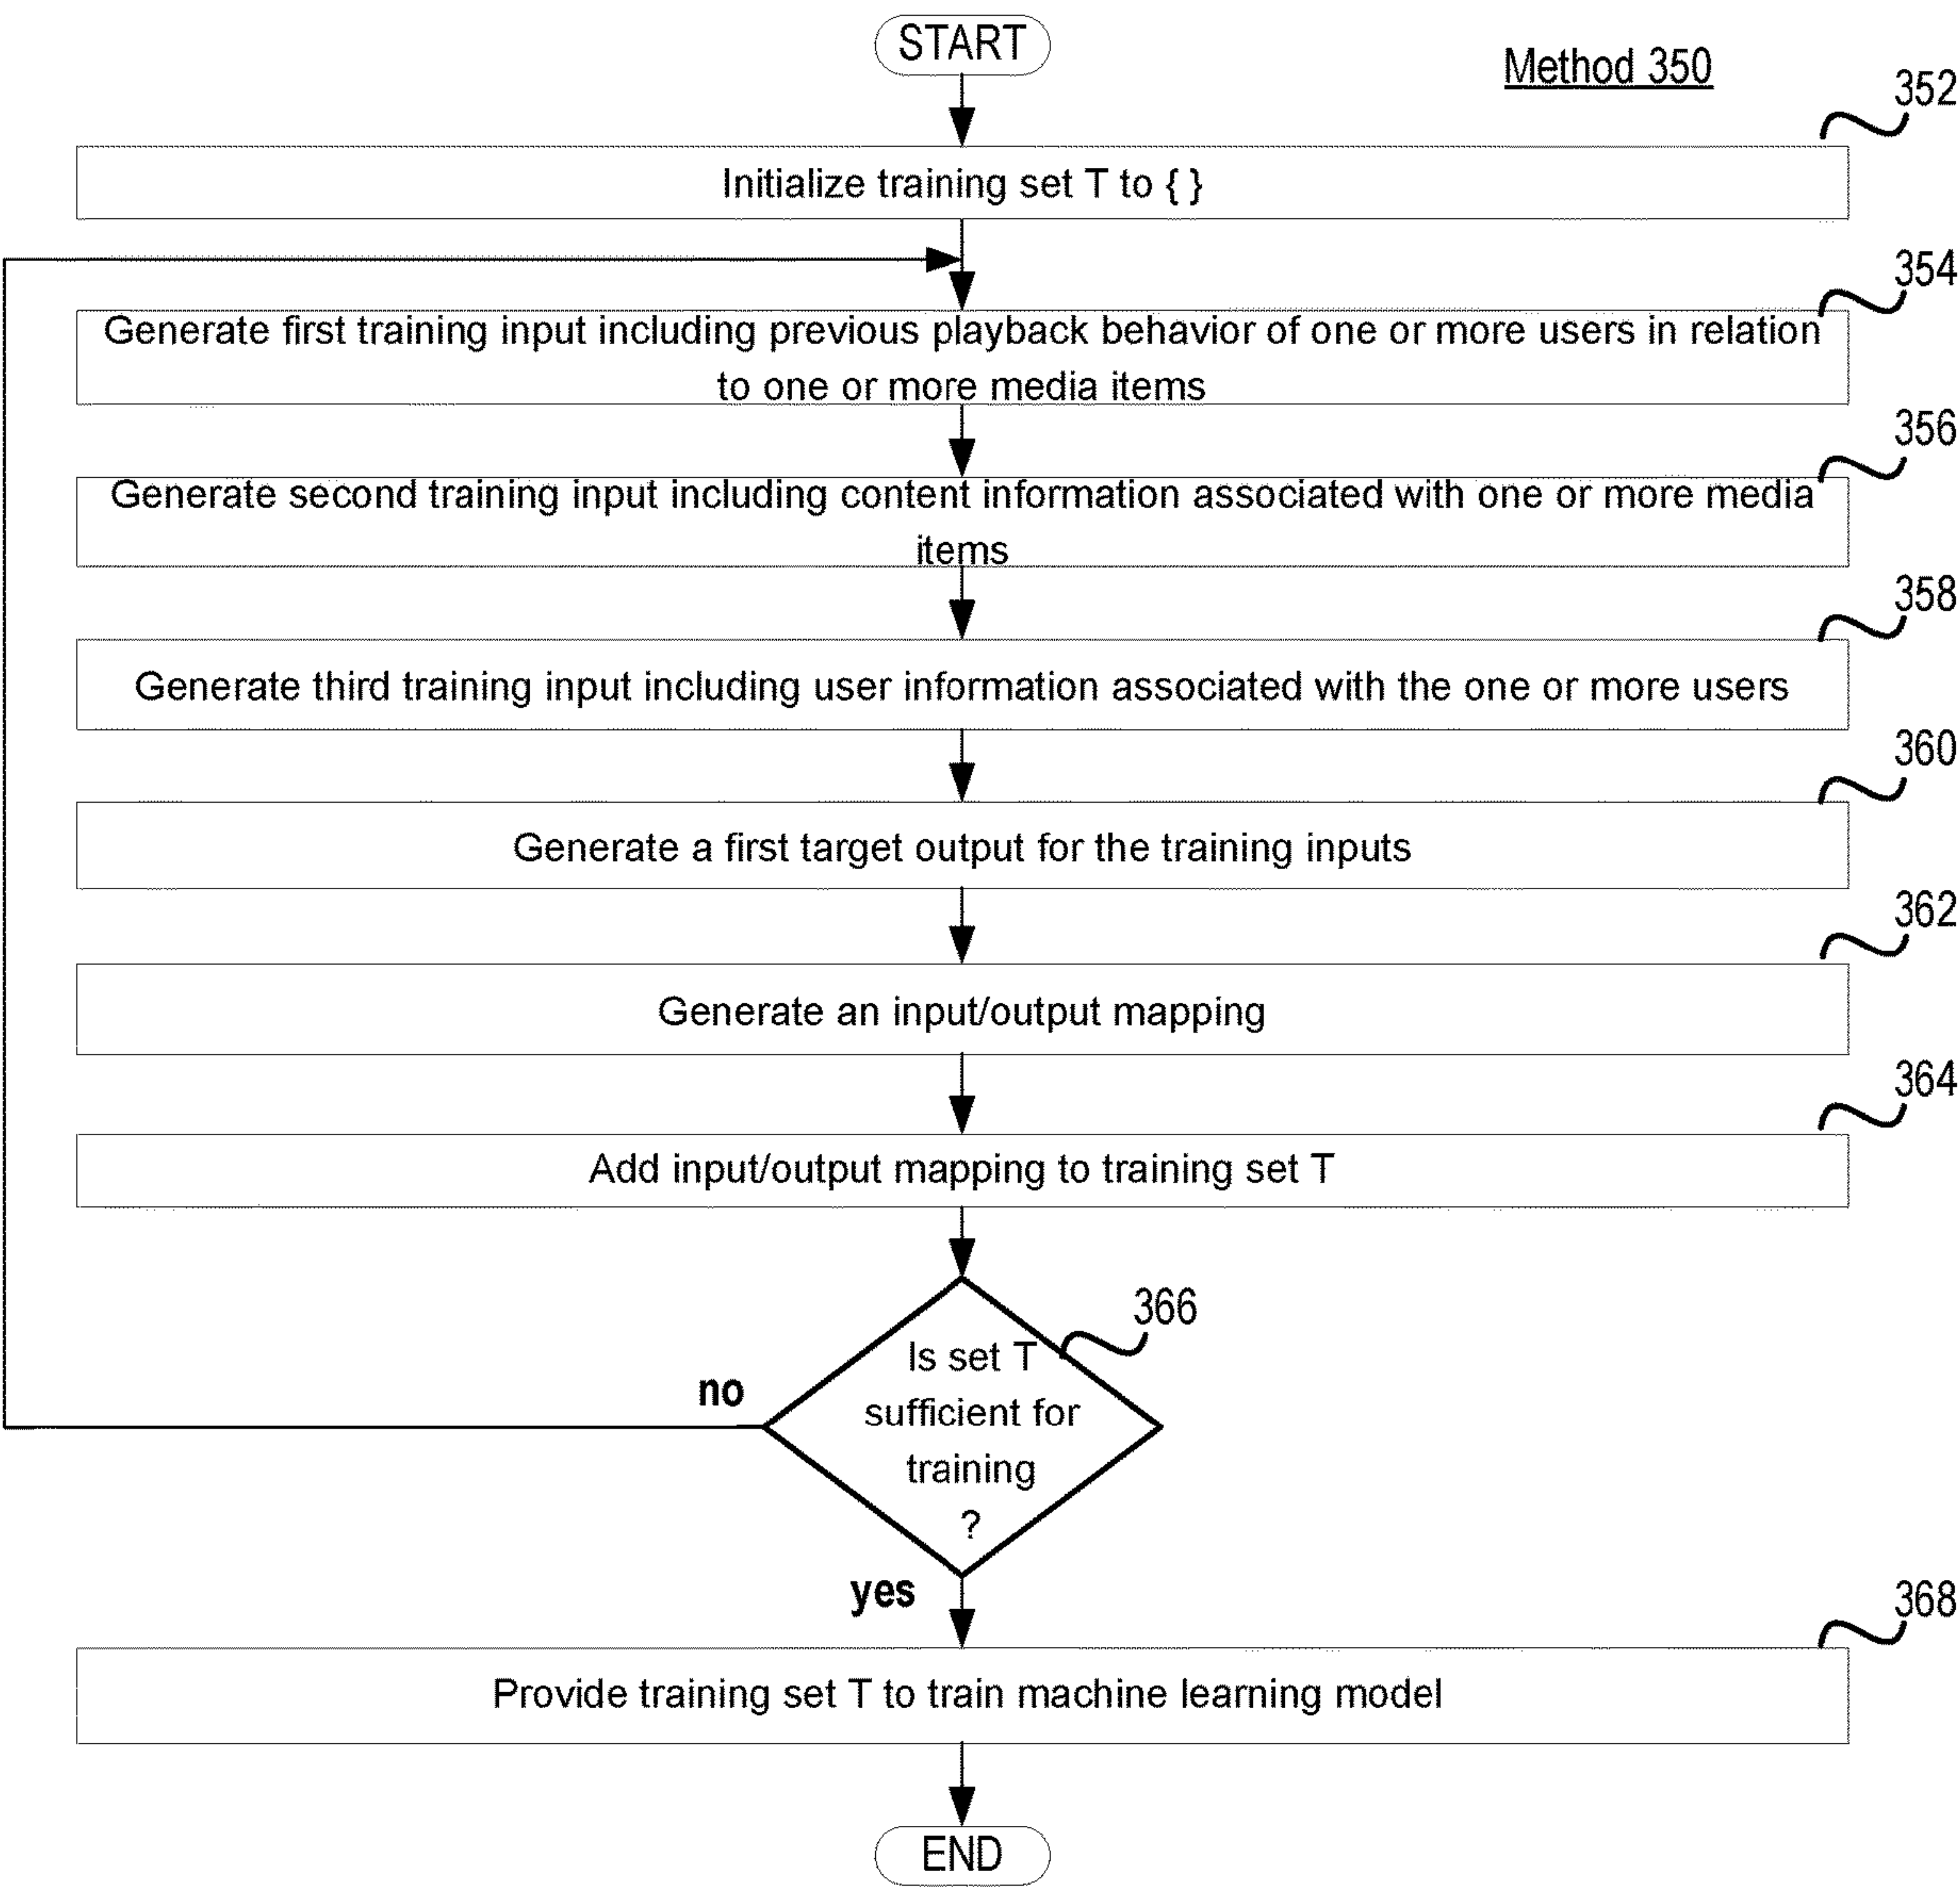 START
Method 350
352
Initialize training set T to { }
354
Generate first training input including previous playback behavior of one or more users in relation
to one or more media items
356
Generate second training input including content information associated with one or more media
items
358
Generate third training input including user information associated with the one or more users
360
Generate a first target output for the training inputs
362
Generate an input/output mapping
364
Add input/output mapping to training set T
366
Is set T
sufficient for
training
?
no
yes
368
Provide training set T to train machine learning model
END